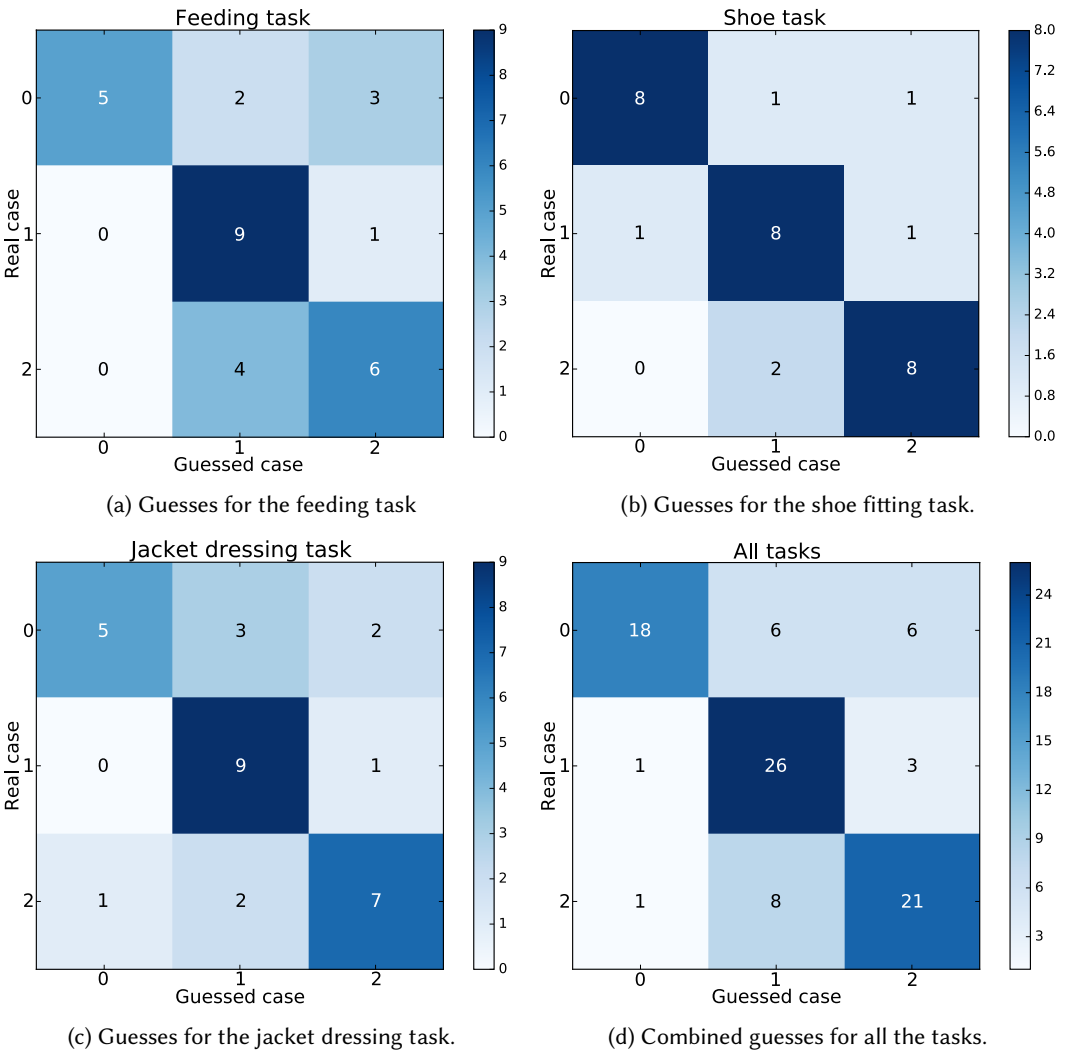 Feeding task
Real case
0
5 2 3
1
0 9 1
2
0 4 6
0 1 2
Guessed case
9
8
7
6
5
4
3
2
1
0
(a) Guesses for the feeding task
Shoe task
Real case
0
8 1 1
1
1 8 1
2
0 2 8
0 1 2
Guessed case
8.0
7.2
6.4
5.6
4.8
4.0
3.2
2.4
1.6
0.8
0.0
(b) Guesses for the shoe fitting task.
Jacket dressing task
Real case
0
5 3 2
1
0 9 1
2
1 2 7
0 1 2
Guessed case
9
8
7
6
5
4
3
2
1
0
(c) Guesses for the jacket dressing task.
All tasks
Real case
0
18 6 6
1
1 26 3
2
1 8 21
0 1 2
Guessed case
24
21
18
15
12
9
6
3
(d) Combined guesses for all the tasks.